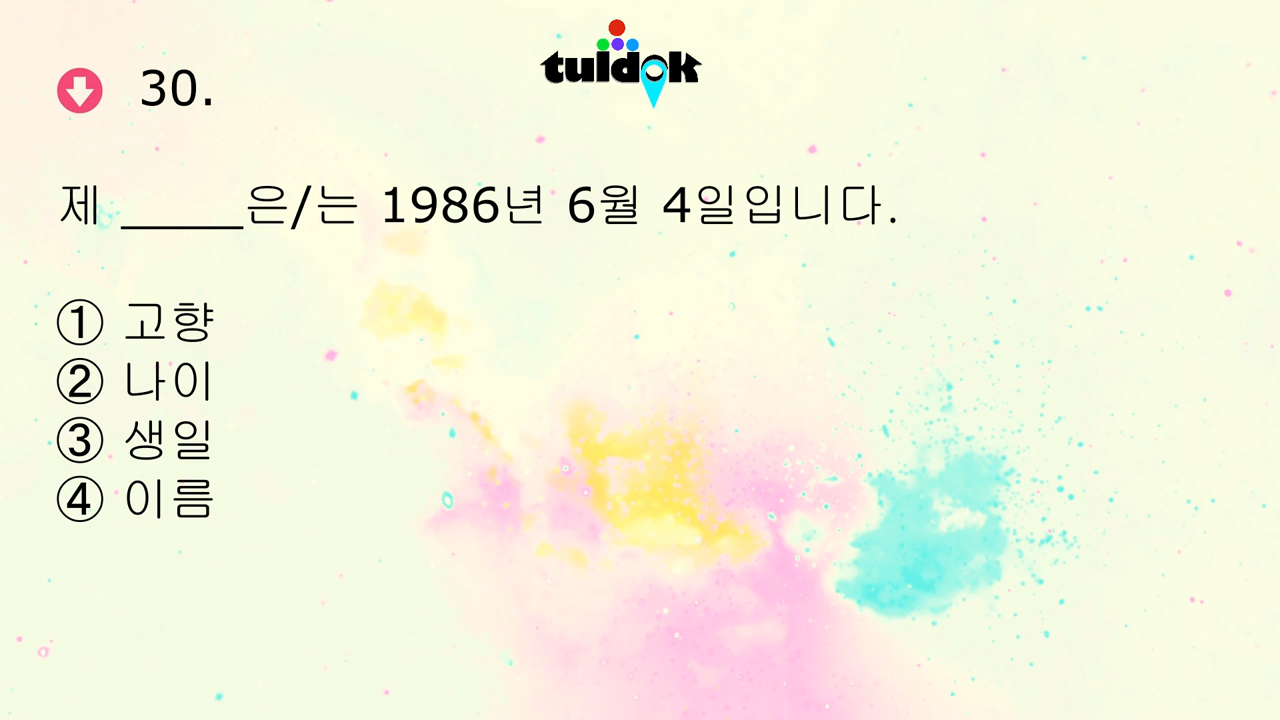 tuldok
30.
제 _____은/는 1986년 6월 4일입니다.
① 고향
② 나이
③ 생일
④ 이름